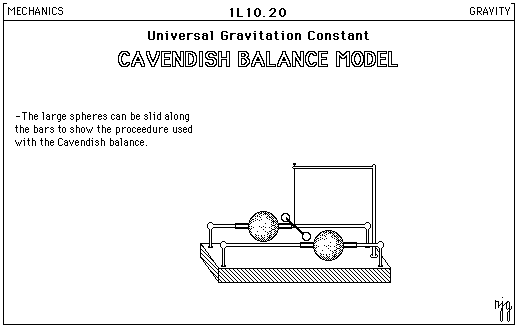 MECHANICS
1L10.20
GRAVITY
Universal Gravitation Constant
CAVENDISH BALANCE MODEL
-The large spheres can be slid along
the bars to show the proceedure used
with the Cavendish balance.
njg